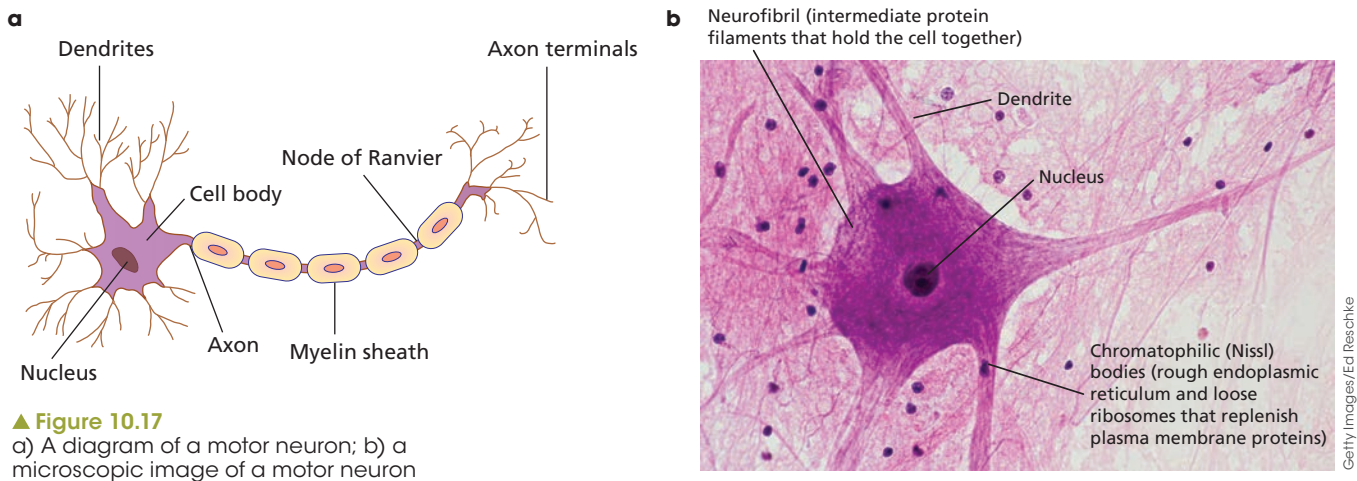 a
Dendrites
Axon terminals
Node of Ranvier
Cell body
Axon
Myelin sheath
Nucleus
▲ Figure 10.17
a) A diagram of a motor neuron; b) a
microscopic image of a motor neuron
b
Neurofibril (intermediate protein
filaments that hold the cell together)
Dendrite
Nucleus
Chromatophilic (Nissl)
bodies (rough endoplasmic
reticulum and loose
ribosomes that replenish
plasma membrane proteins)
Getty Images/Ed Reschke